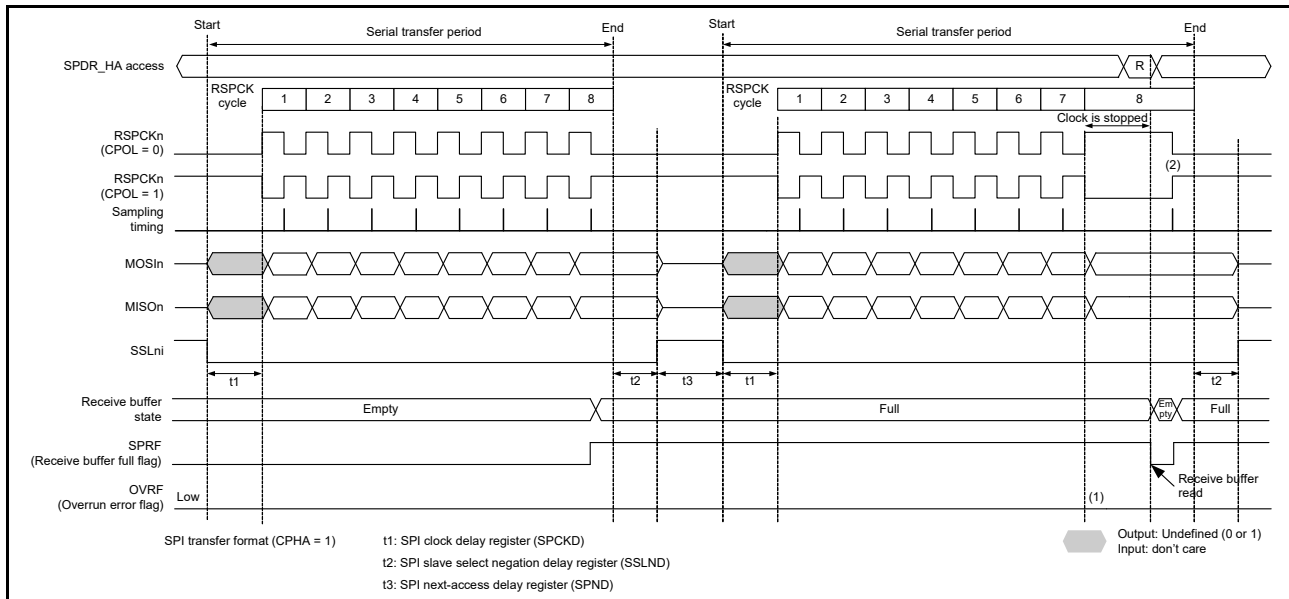 Start
Serial transfer period
End
Start
Serial transfer period
End
SPDR_HA access
R
RSPCK
cycle
1 2 3 4 5 6 7 8
RSPCK
cycle
1 2 3 4 5 6 7 8
Clock is stopped
RSPCKn
(CPOL = 0)
RSPCKn
(CPOL = 1)
(2)
Sampling
timing
MOSIn
MISOn
SSLni
t1
t2
t3
t1
t2
Receive buffer
state
Empty
Full
Em
pty
Full
SPRF
(Receive buffer full flag)
Receive buffer
read
OVRF
(Overrun error flag)
Low
(1)
SPI transfer format (CPHA = 1)
t1: SPI clock delay register (SPCKD)
t2: SPI slave select negation delay register (SSLND)
t3: SPI next-access delay register (SPND)
Output: Undefined (0 or 1)
Input: don't care